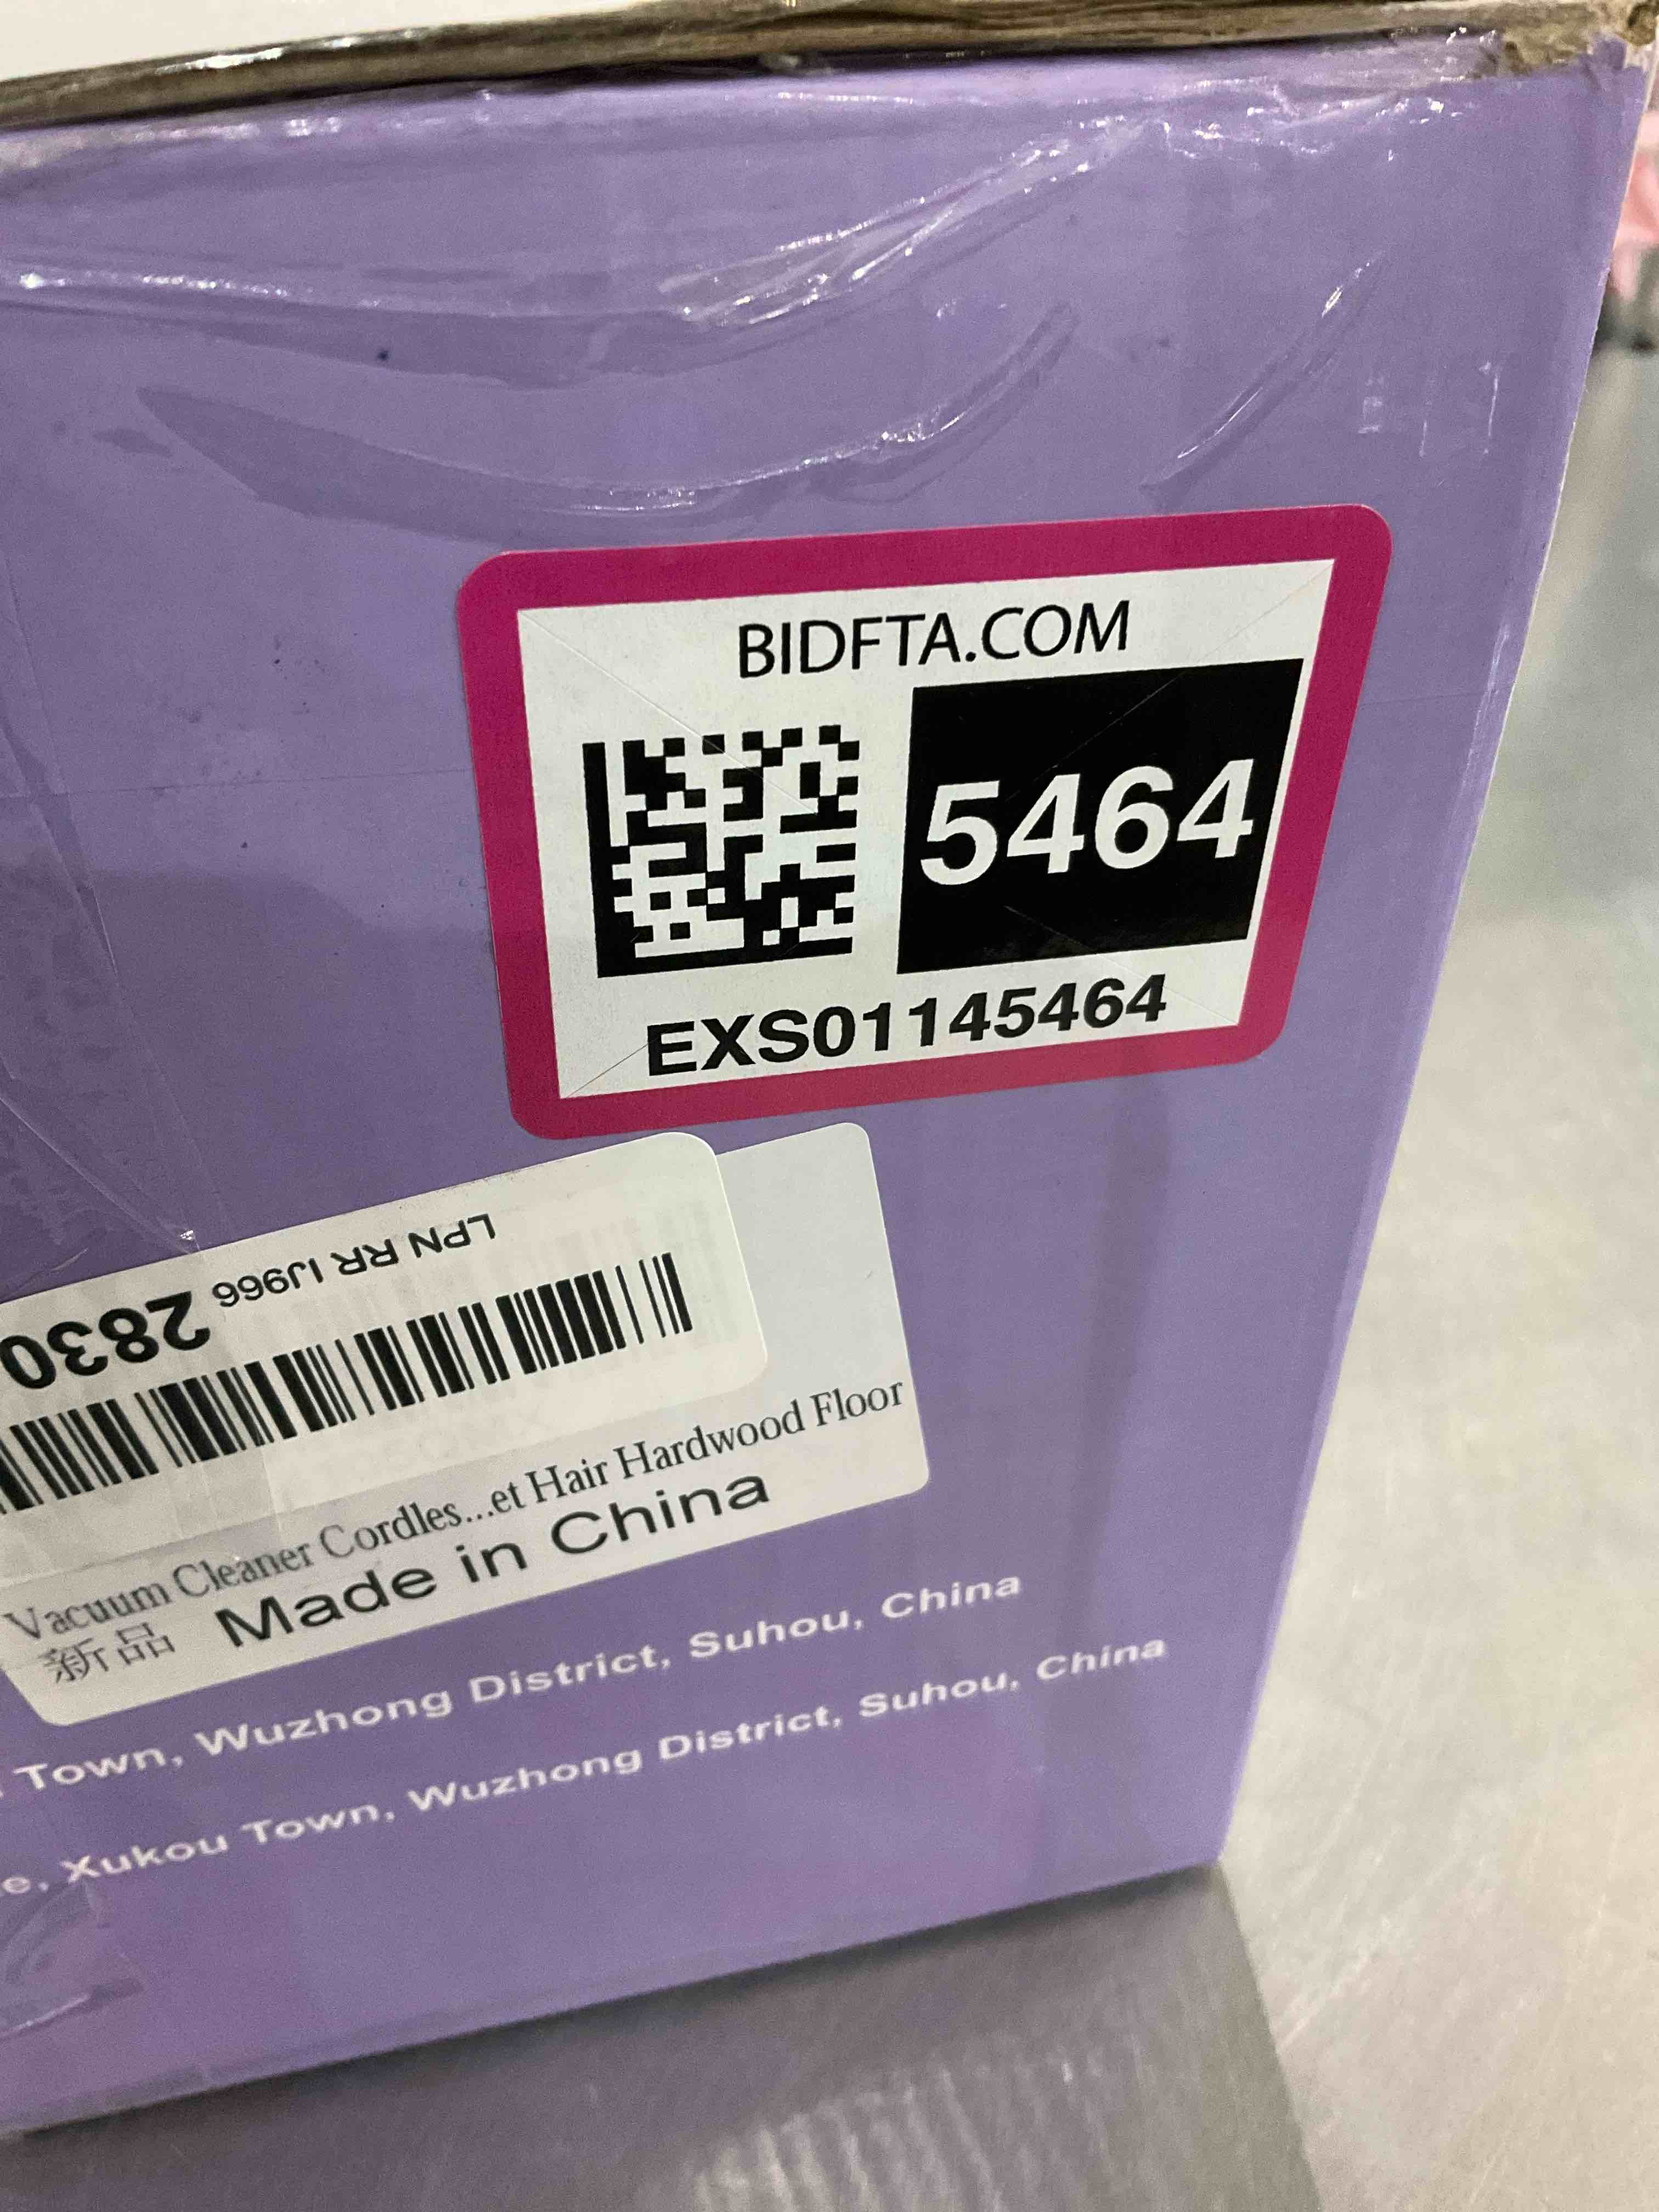 BIDFTA.COM
5464
EXS01145464
LPN RR IJ966 2830
Vacuum Cleaner Cordles...et Hair Hardwood Floor
新品 Made in China
Town, Wuzhong District, Suhou, China
e, Xukou Town, Wuzhong District, Suhou, China